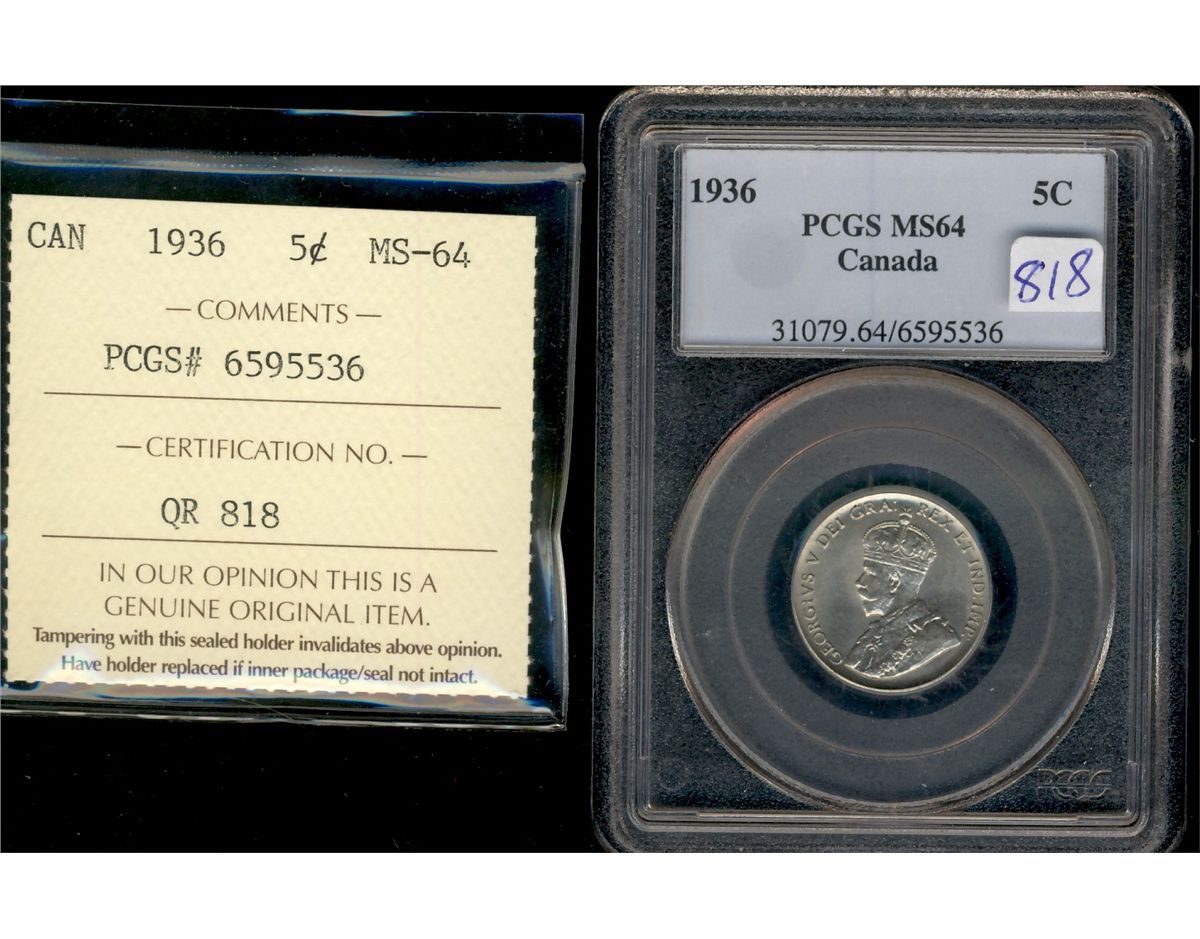 CAN 1936 5¢ MS-64
— COMMENTS —
PCGS# 6595536
— CERTIFICATION NO. —
QR 818
IN OUR OPINION THIS IS A
GENUINE ORIGINAL ITEM.
Tampering with this sealed holder invalidates above opinion.
Have holder replaced if inner package/seal not intact.
1936 5C
PCGS MS64
Canada
818
31079.64/6595536
GEORGIVS V DEI GRA: REX ET IND:IMP:
PCGS